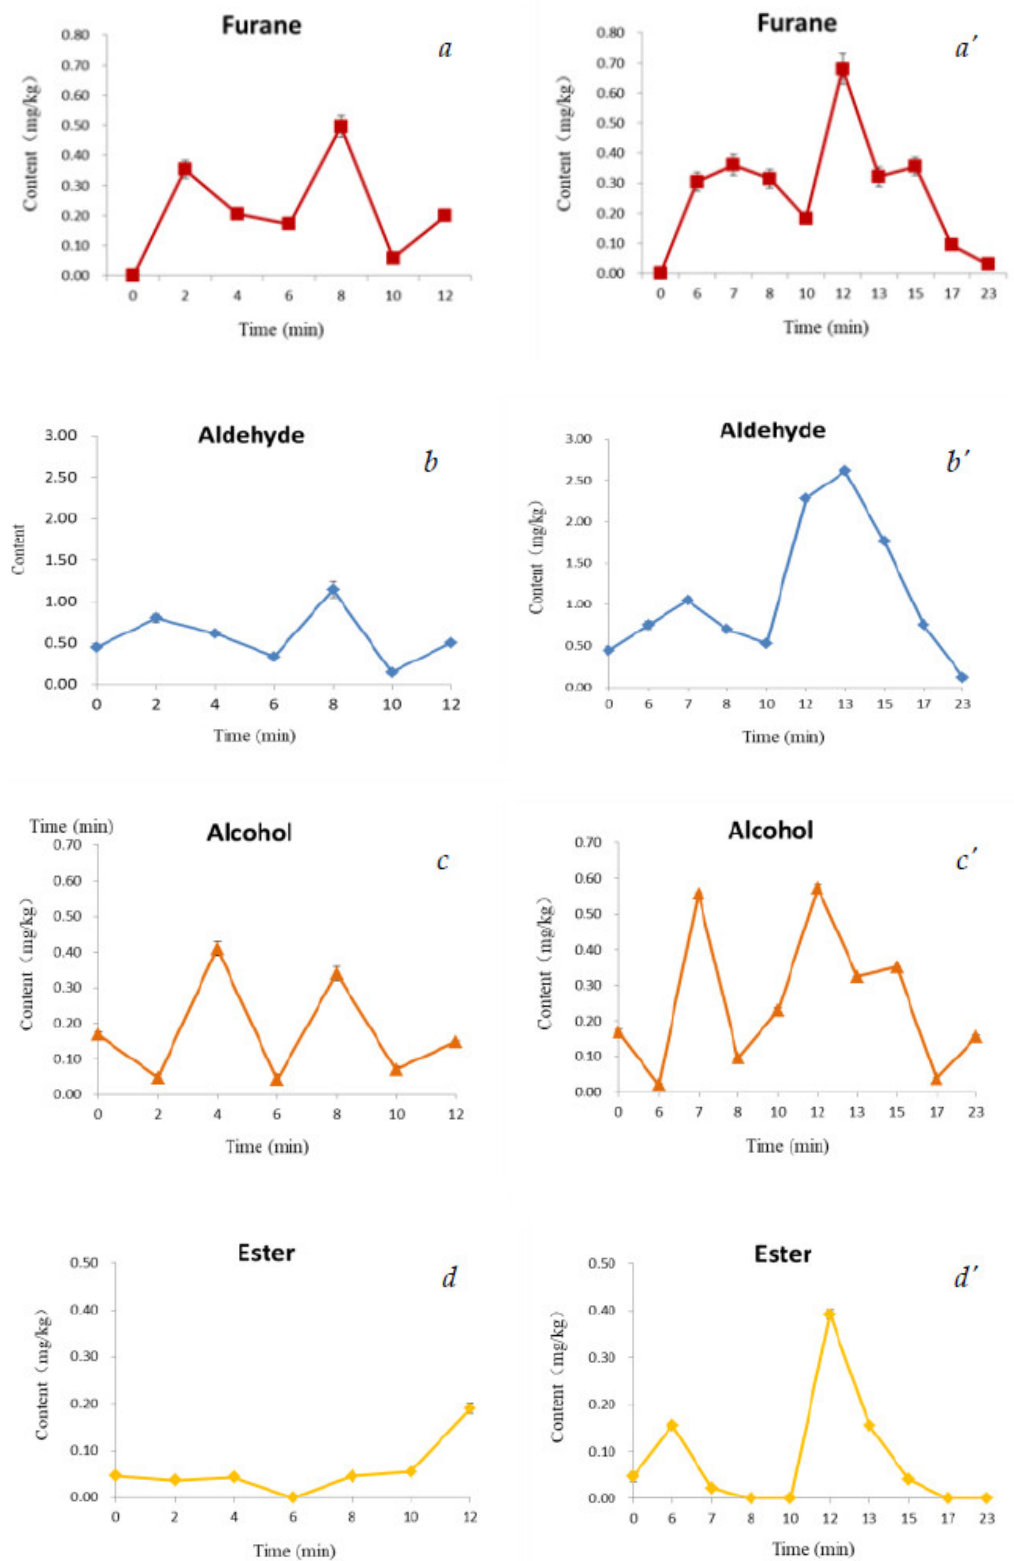 Furane
a
Content (mg/kg)
0.80
0.70
0.60
0.50
0.40
0.30
0.20
0.10
0.00
0 2 4 6 8 10 12
Time (min)
Furane
a´
Content (mg/kg)
0.80
0.70
0.60
0.50
0.40
0.30
0.20
0.10
0.00
0 6 7 8 10 12 13 15 17 23
Time (min)
Aldehyde
b
Content
3.00
2.50
2.00
1.50
1.00
0.50
0.00
0 2 4 6 8 10 12
Time (min)
Aldehyde
b´
Content (mg/kg)
3.00
2.50
2.00
1.50
1.00
0.50
0.00
0 6 7 8 10 12 13 15 17 23
Time (min)
Time (min)
Alcohol
c
Content (mg/kg)
0.70
0.60
0.50
0.40
0.30
0.20
0.10
0.00
0 2 4 6 8 10 12
Time (min)
Alcohol
c´
Content (mg/kg)
0.70
0.60
0.50
0.40
0.30
0.20
0.10
0.00
0 6 7 8 10 12 13 15 17 23
Time (min)
Ester
d
Content (mg/kg)
0.50
0.40
0.30
0.20
0.10
0.00
0 2 4 6 8 10 12
Time (min)
Ester
d´
Content (mg/kg)
0.50
0.40
0.30
0.20
0.10
0.00
0 6 7 8 10 12 13 15 17 23
Time (min)